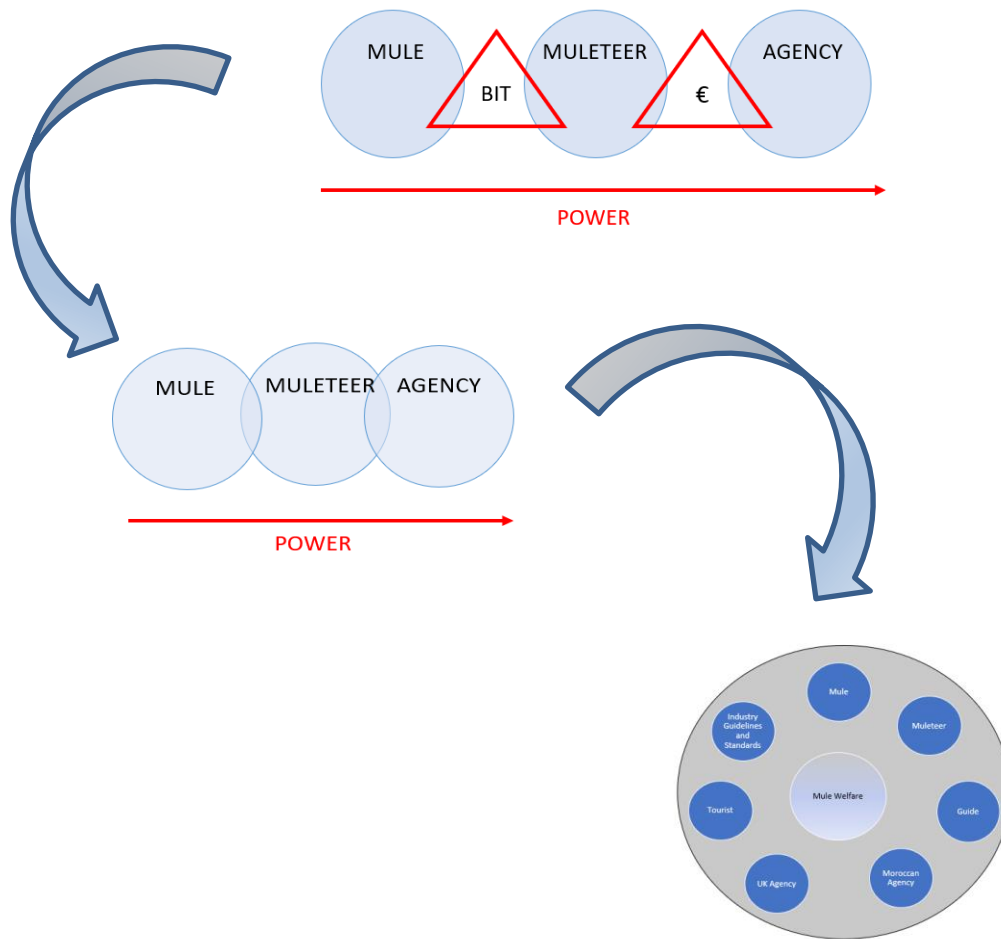 MULE
MULETEER
AGENCY
BIT
€
POWER
MULE
MULETEER
AGENCY
POWER
Mule
Industry
Guidelines
and
Standards
Muleteer
Mule Welfare
Tourist
Guide
UK Agency
Moroccan
Agency